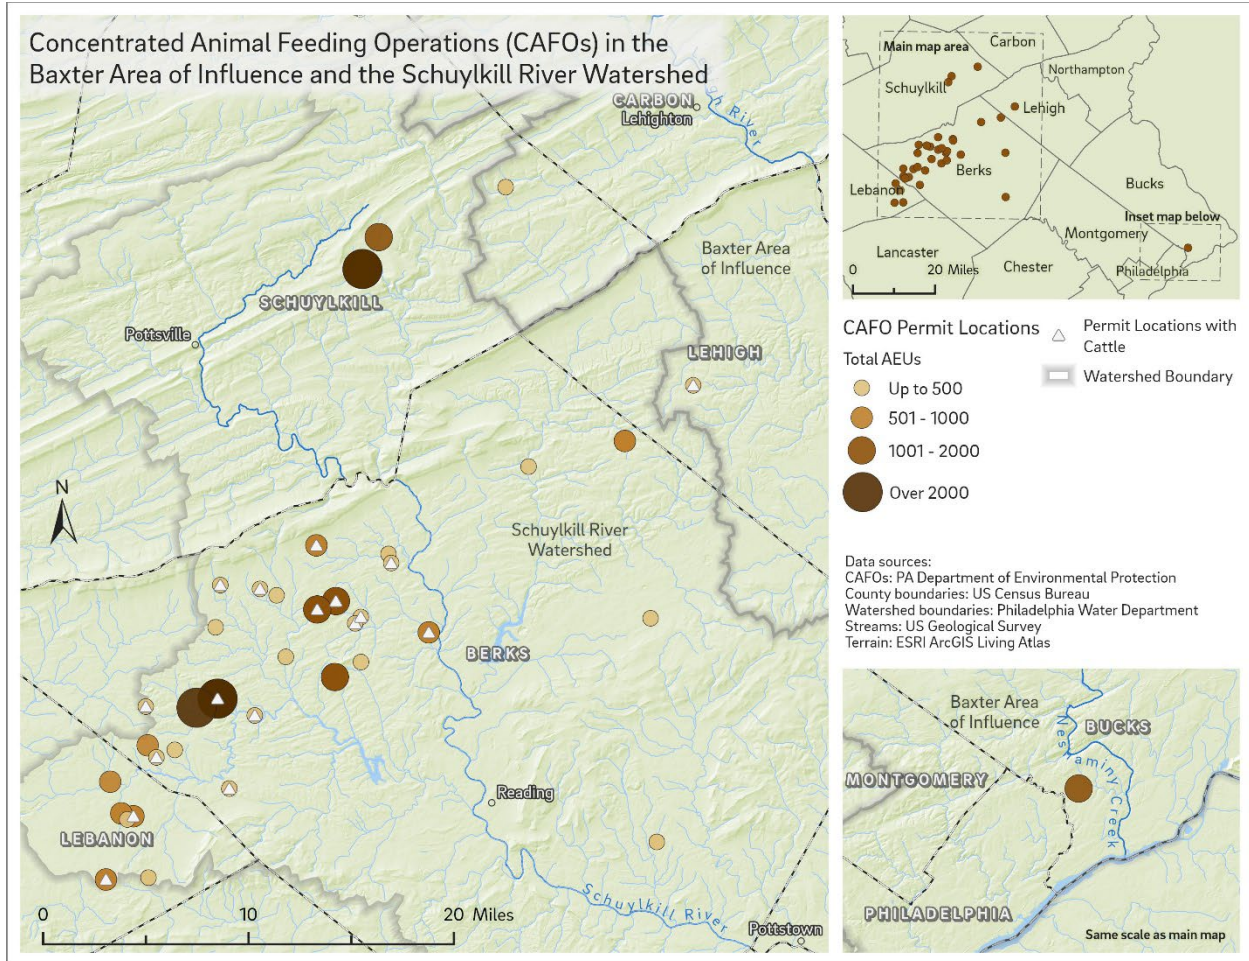 Concentrated Animal Feeding Operations (CAFOs) in the
Baxter Area of Influence and the Schuylkill River Watershed
CARBON
Lehighton
River
Baxter Area
of Influence
SCHUYLKILL
Pottsville
LEHIGH
N
Schuylkill River
Watershed
BERKS
Reading
LEBANON
Schuylkill River
Pottstown
0 10 20 Miles
Main map area
Carbon
Northampton
Schuylkill
Lehigh
Berks
Lebanon
Bucks
Inset map below
Montgomery
Lancaster
Chester
Philadelphia
0 20 Miles
CAFO Permit Locations
Total AEUs
Up to 500
501 - 1000
1001 - 2000
Over 2000
Permit Locations with
Cattle
Watershed Boundary
Data sources:
CAFOs: PA Department of Environmental Protection
County boundaries: US Census Bureau
Watershed boundaries: Philadelphia Water Department
Streams: US Geological Survey
Terrain: ESRI ArcGIS Living Atlas
Baxter Area
of Influence
BUCKS
Neshaminy Creek
MONTGOMERY
PHILADELPHIA
Same scale as main map